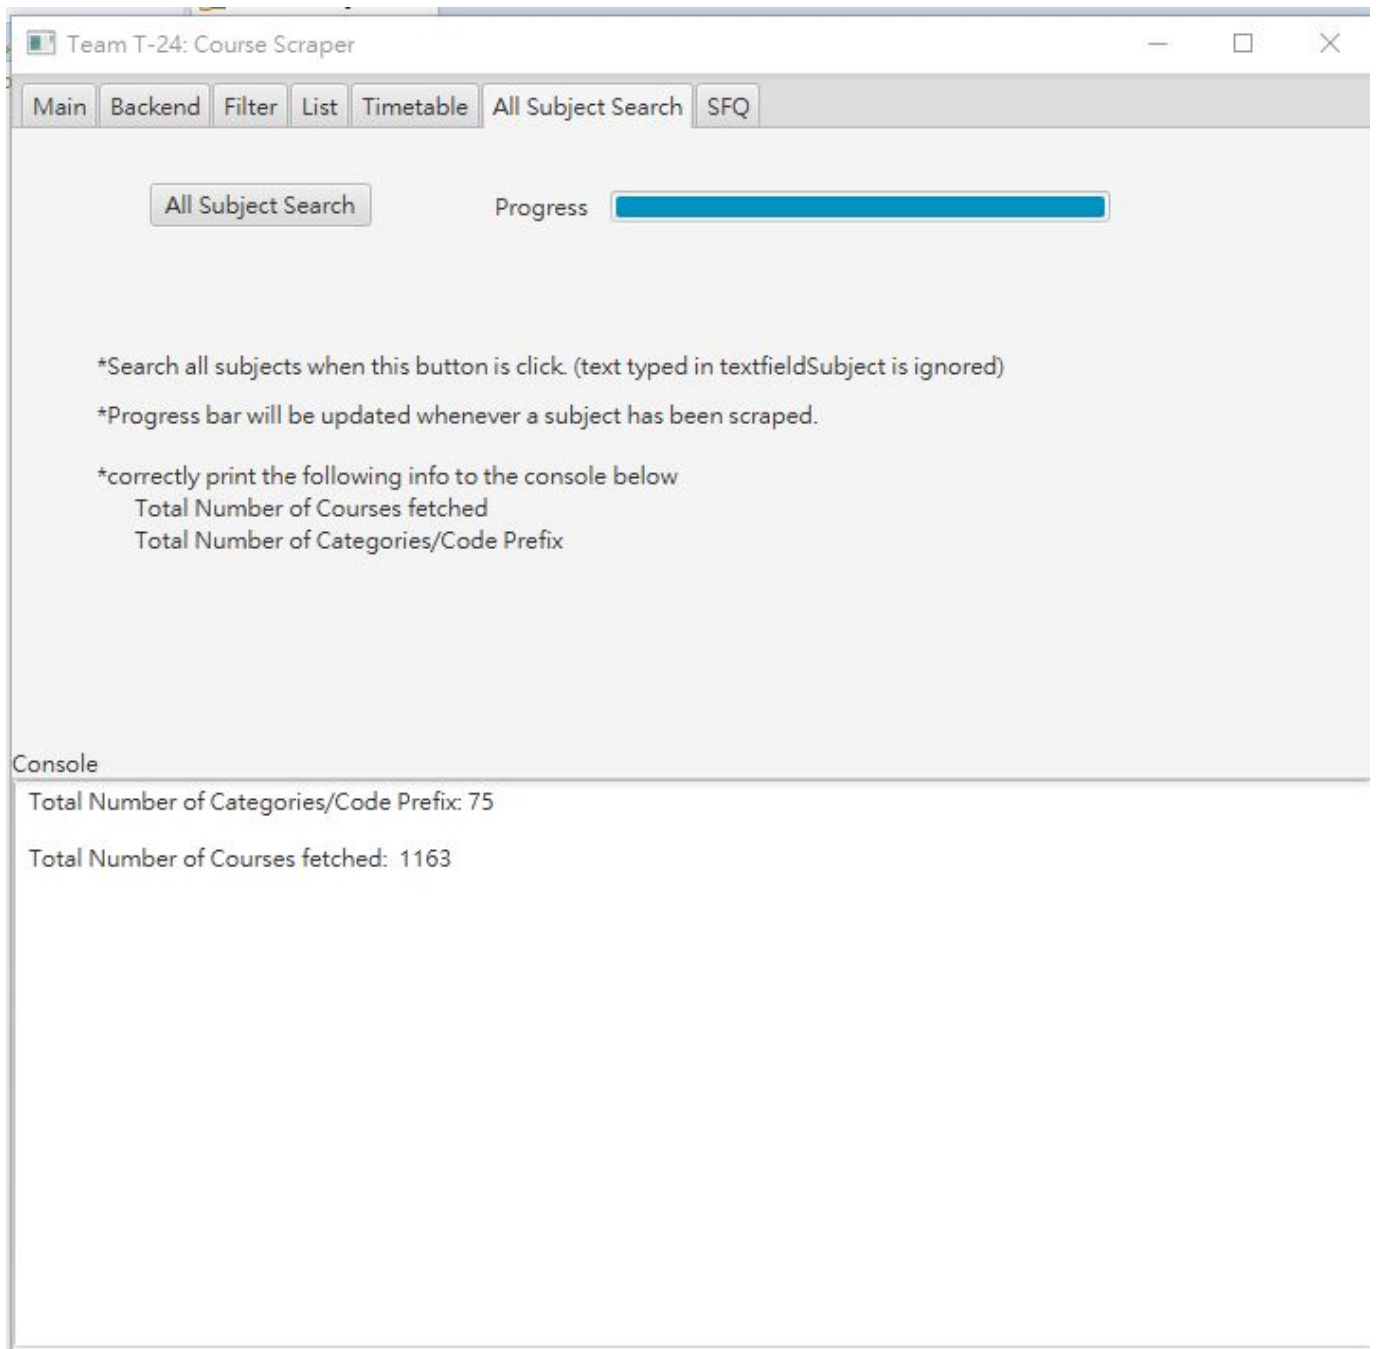 Team T-24: Course Scraper
Main Backend Filter List Timetable All Subject Search SFQ
All Subject Search Progress
*Search all subjects when this button is click. (text typed in textfieldSubject is ignored)
*Progress bar will be updated whenever a subject has been scraped.
*correctly print the following info to the console below
Total Number of Courses fetched
Total Number of Categories/Code Prefix
Console
Total Number of Categories/Code Prefix: 75
Total Number of Courses fetched:  1163